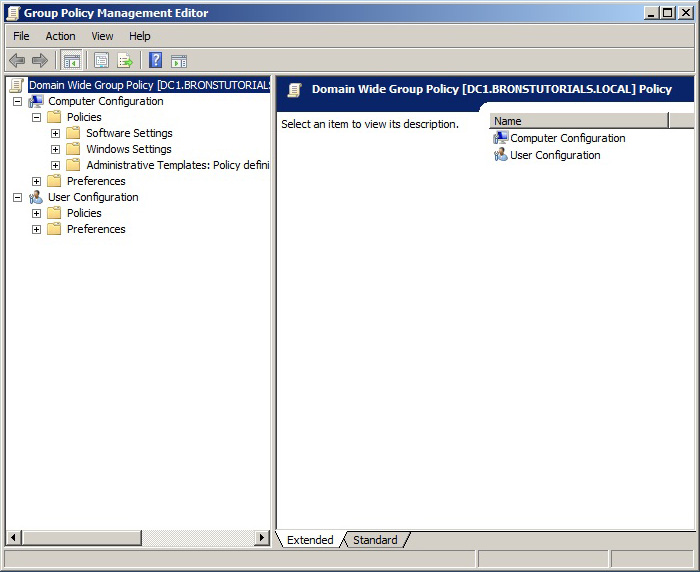 Group Policy Management Editor
File Action View Help
Domain Wide Group Policy [DC1.BRONSTUTORIALS
Computer Configuration
Policies
Software Settings
Windows Settings
Administrative Templates: Policy defini
Preferences
User Configuration
Policies
Preferences
Domain Wide Group Policy [DC1.BRONSTUTORIALS.LOCAL] Policy
Select an item to view its description.
Name
Computer Configuration
User Configuration
Extended Standard